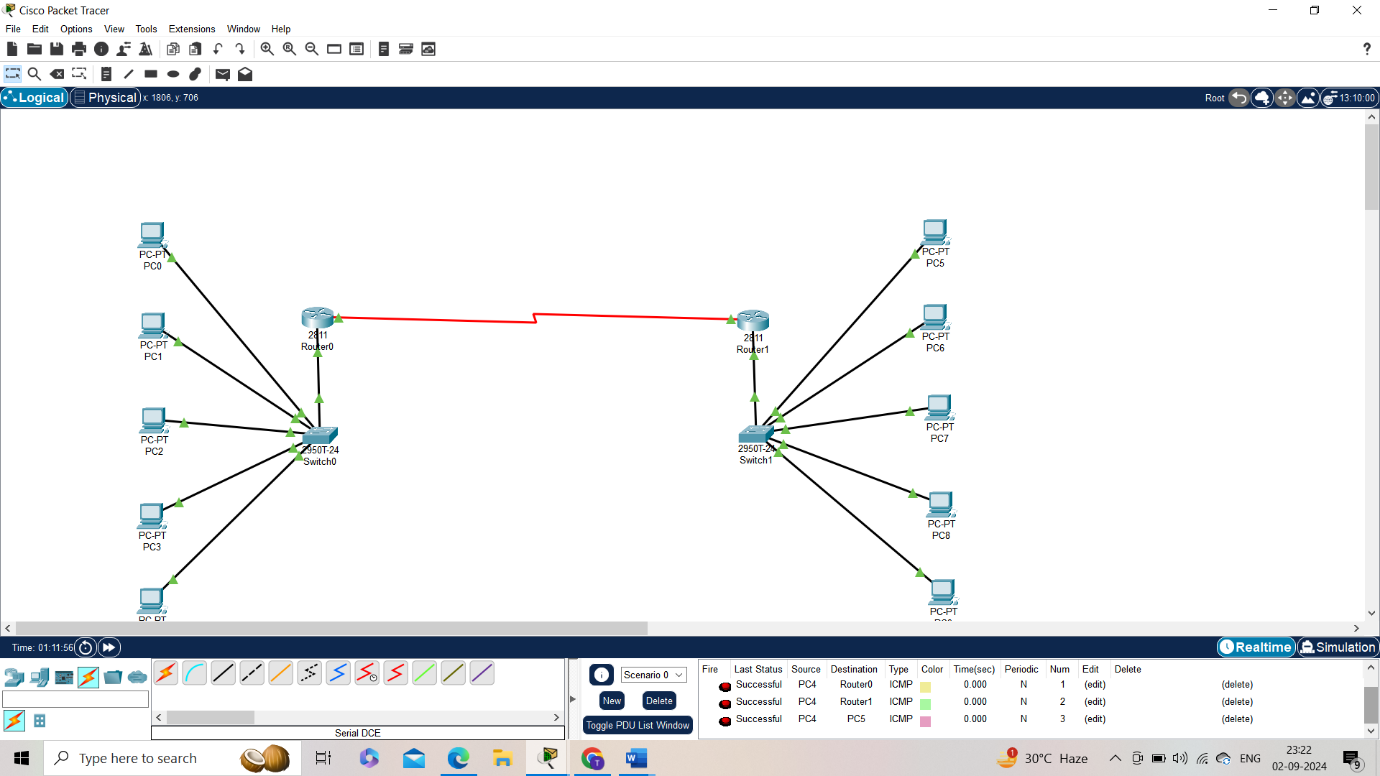 Cisco Packet Tracer
File Edit Options View Tools Extensions Window Help
Logical Physical x: 1806, y: 706 Root 13:10:00
PC-PT
PC0
PC-PT
PC5
2811
Router0
2811
Router1
PC-PT
PC1
PC-PT
PC6
PC-PT
PC2
PC-PT
PC7
2950T-24
Switch0
2950T-24
Switch1
PC-PT
PC3
PC-PT
PC8
PC-PT
PC-PT
Time: 01:11:56 Realtime Simulation
Scenario 0
New Delete
Toggle PDU List Window
Serial DCE
Fire Last Status Source Destination Type Color Time(sec) Periodic Num Edit Delete
Successful PC4 Router0 ICMP 0.000 N 1 (edit) (delete)
Successful PC4 Router1 ICMP 0.000 N 2 (edit) (delete)
Successful PC4 PC5 ICMP 0.000 N 3 (edit) (delete)
Type here to search
1 30°C Haze ENG 23:22
02-09-2024 9